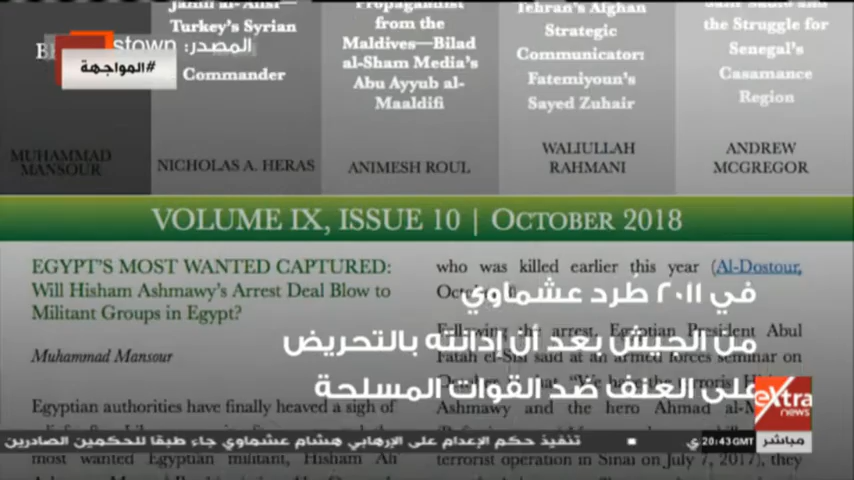 Jamil al-Ansi—
Turkey's Syrian
Commander
Propagandist
from the
Maldives—Bilad
al-Sham Media's
Abu Ayyub al-
Maaldifi
Tehran's Afghan
Strategic
Communicator:
Fatemiyoun's
Sayed Zuhair
and
the Struggle for
Senegal's
Casamance
Region
المصدر: stown
#المواجهة
MUHAMMAD
MANSOUR
NICHOLAS A. HERAS
ANIMESH ROUL
WALIULLAH
RAHMANI
ANDREW
MCGREGOR
VOLUME IX, ISSUE 10 | OCTOBER 2018
EGYPT'S MOST WANTED CAPTURED:
Will Hisham Ashmawy's Arrest Deal Blow to
Militant Groups in Egypt?
Muhammad Mansour
Egyptian authorities have finally heaved a sigh of
most wanted Egyptian militant, Hisham Ali
who was killed earlier this year (Al-Dostour,
Following the arrest, Egyptian President Abul
Fatah el-Sisi said at an armed forces seminar on
Ashmawy and the hero Ahmad
terrorist operation in Sinai on July 7, 2017), they
في ٢٠١١ طُرد عشماوي
من الجيش بعد أن إدانته بالتحريض
على العنف ضد القوات المسلحة
eXtra
news
مباشر
20:43 GMT
تنفيذ حكم الإعدام على الإرهابي هشام عشماوي جاء طبقا للحكمين الصادرين